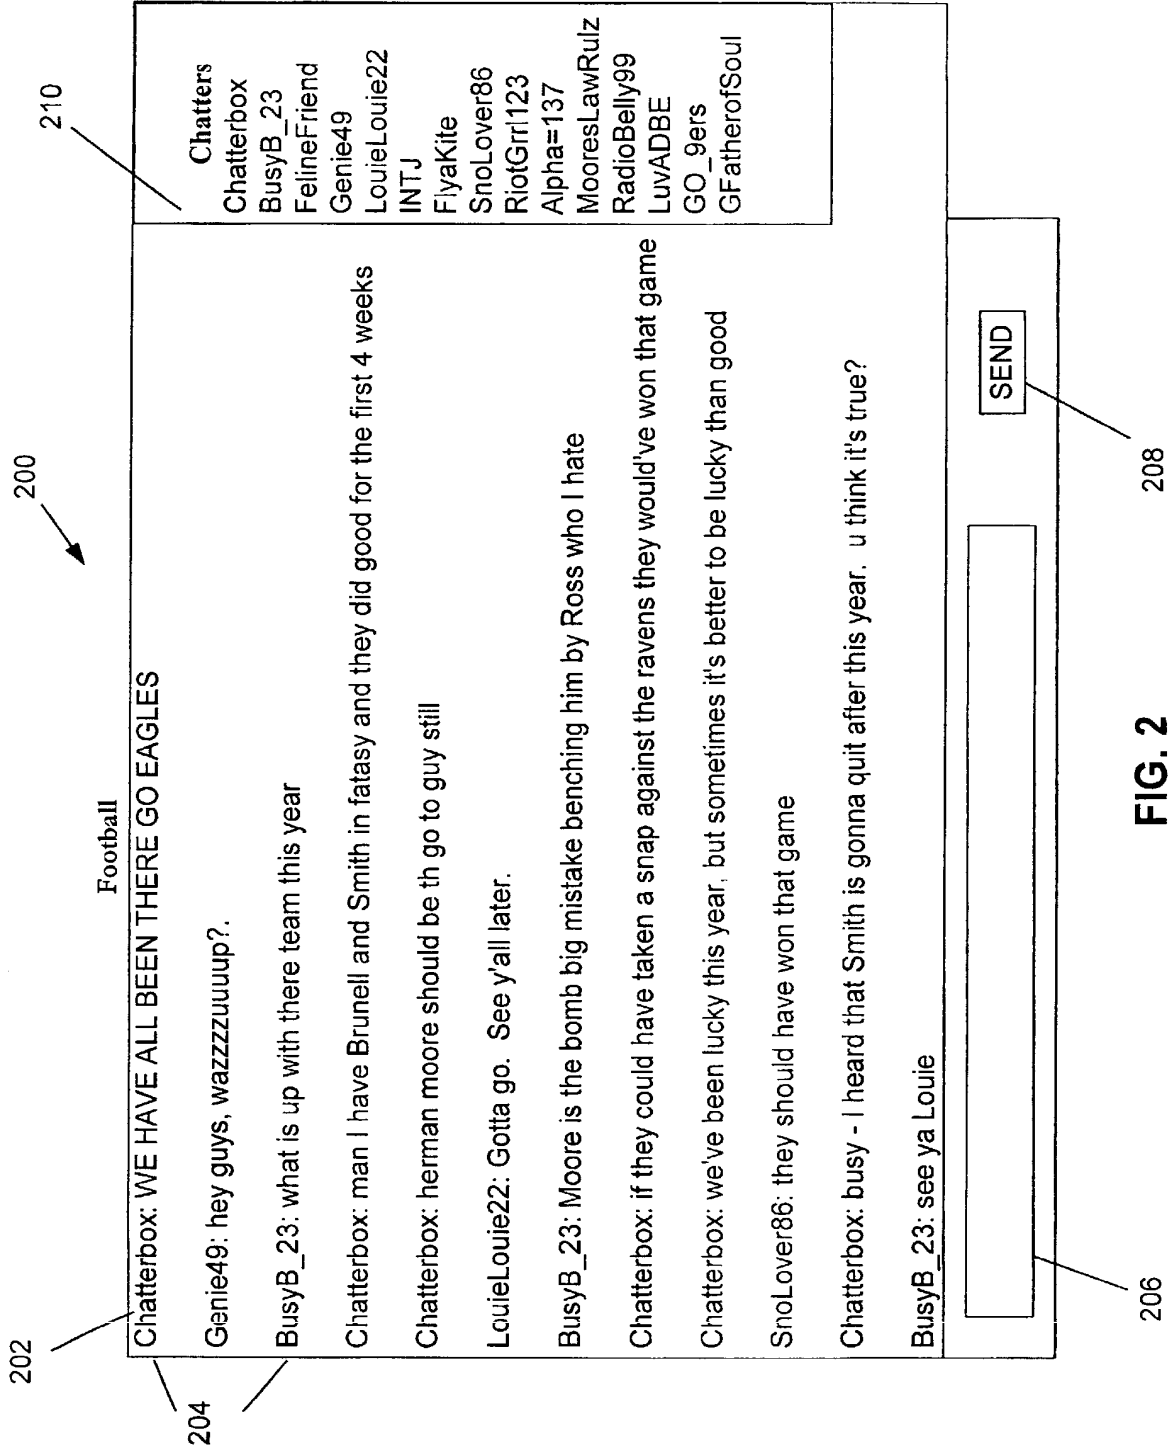 200
Football
202
204
Chatterbox: WE HAVE ALL BEEN THERE GO EAGLES
Genie49: hey guys, wazzzzuuuup?.
BusyB_23: what is up with there team this year
Chatterbox: man I have Brunell and Smith in fatasy and they did good for the first 4 weeks
Chatterbox: herman moore should be th go to guy still
LouieLouie22: Gotta go. See y'all later.
BusyB_23: Moore is the bomb big mistake benching him by Ross who I hate
Chatterbox: if they could have taken a snap against the ravens they would've won that game
Chatterbox: we've been lucky this year, but sometimes it's better to be lucky than good
SnoLover86: they should have won that game
Chatterbox: busy - I heard that Smith is gonna quit after this year. u think it's true?
BusyB_23: see ya Louie
210
Chatters
Chatterbox
BusyB_23
FelineFriend
Genie49
LouieLouie22
INTJ
FlyaKite
SnoLover86
RiotGrrl123
Alpha=137
MooresLawRulz
RadioBelly99
LuvADBE
GO_9ers
GFatherofSoul
SEND
206
208
FIG. 2